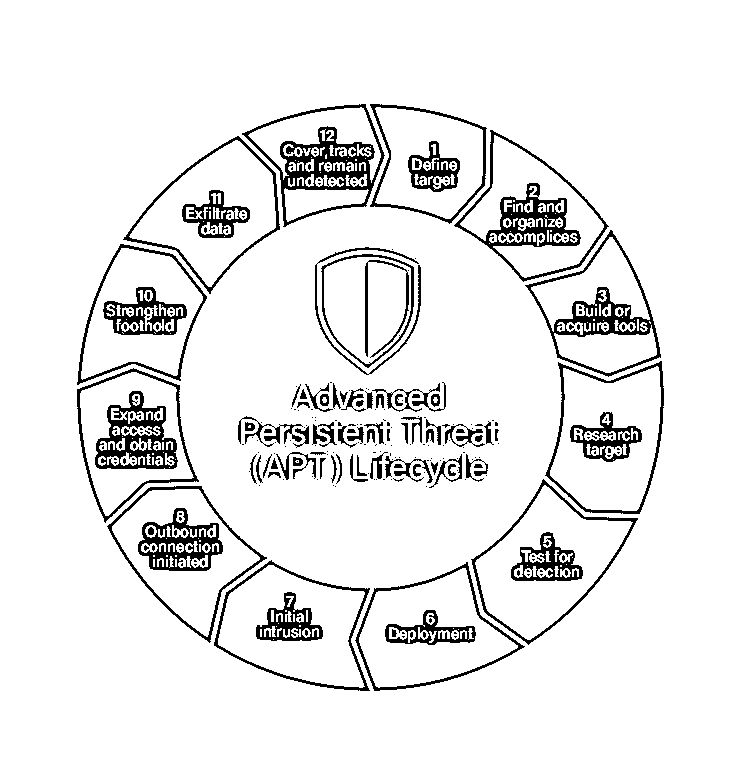 Advanced
Persistent Threat
(APT) Lifecycle
1
Define
target
2
Find and
organize
accomplices
3
Build or
acquire tools
4
Research
target
5
Test for
detection
6
Deployment
7
Initial
intrusion
8
Outbound
connection
initiated
9
Expand
access
and obtain
credentials
10
Strengthen
foothold
11
Exfiltrate
data
12
Cover tracks
and remain
undetected